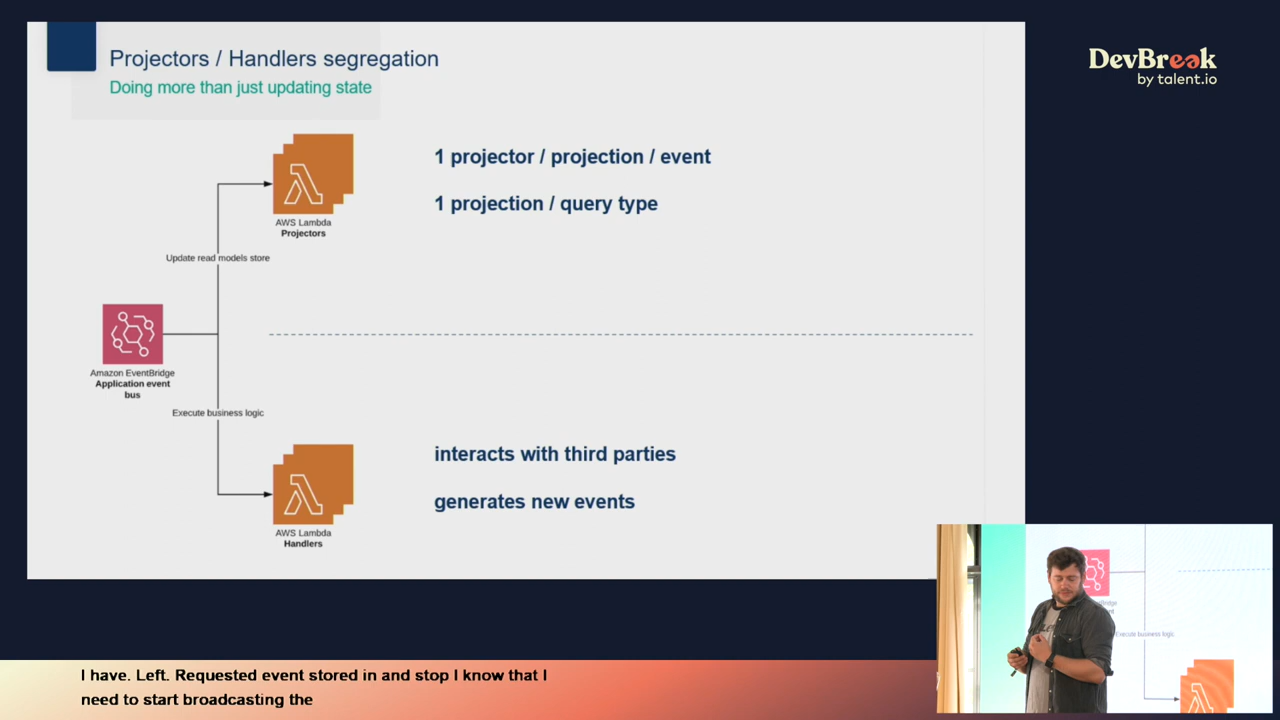 Projectors / Handlers segregation
Doing more than just updating state
DevBreak
by talent.io
1 projector / projection / event
1 projection / query type
AWS Lambda
Projectors
Update read models store
Amazon EventBridge
Application event
bus
Execute business logic
interacts with third parties
generates new events
AWS Lambda
Handlers
Execute business logic
I have. Left. Requested event stored in and stop I know that I
need to start broadcasting the